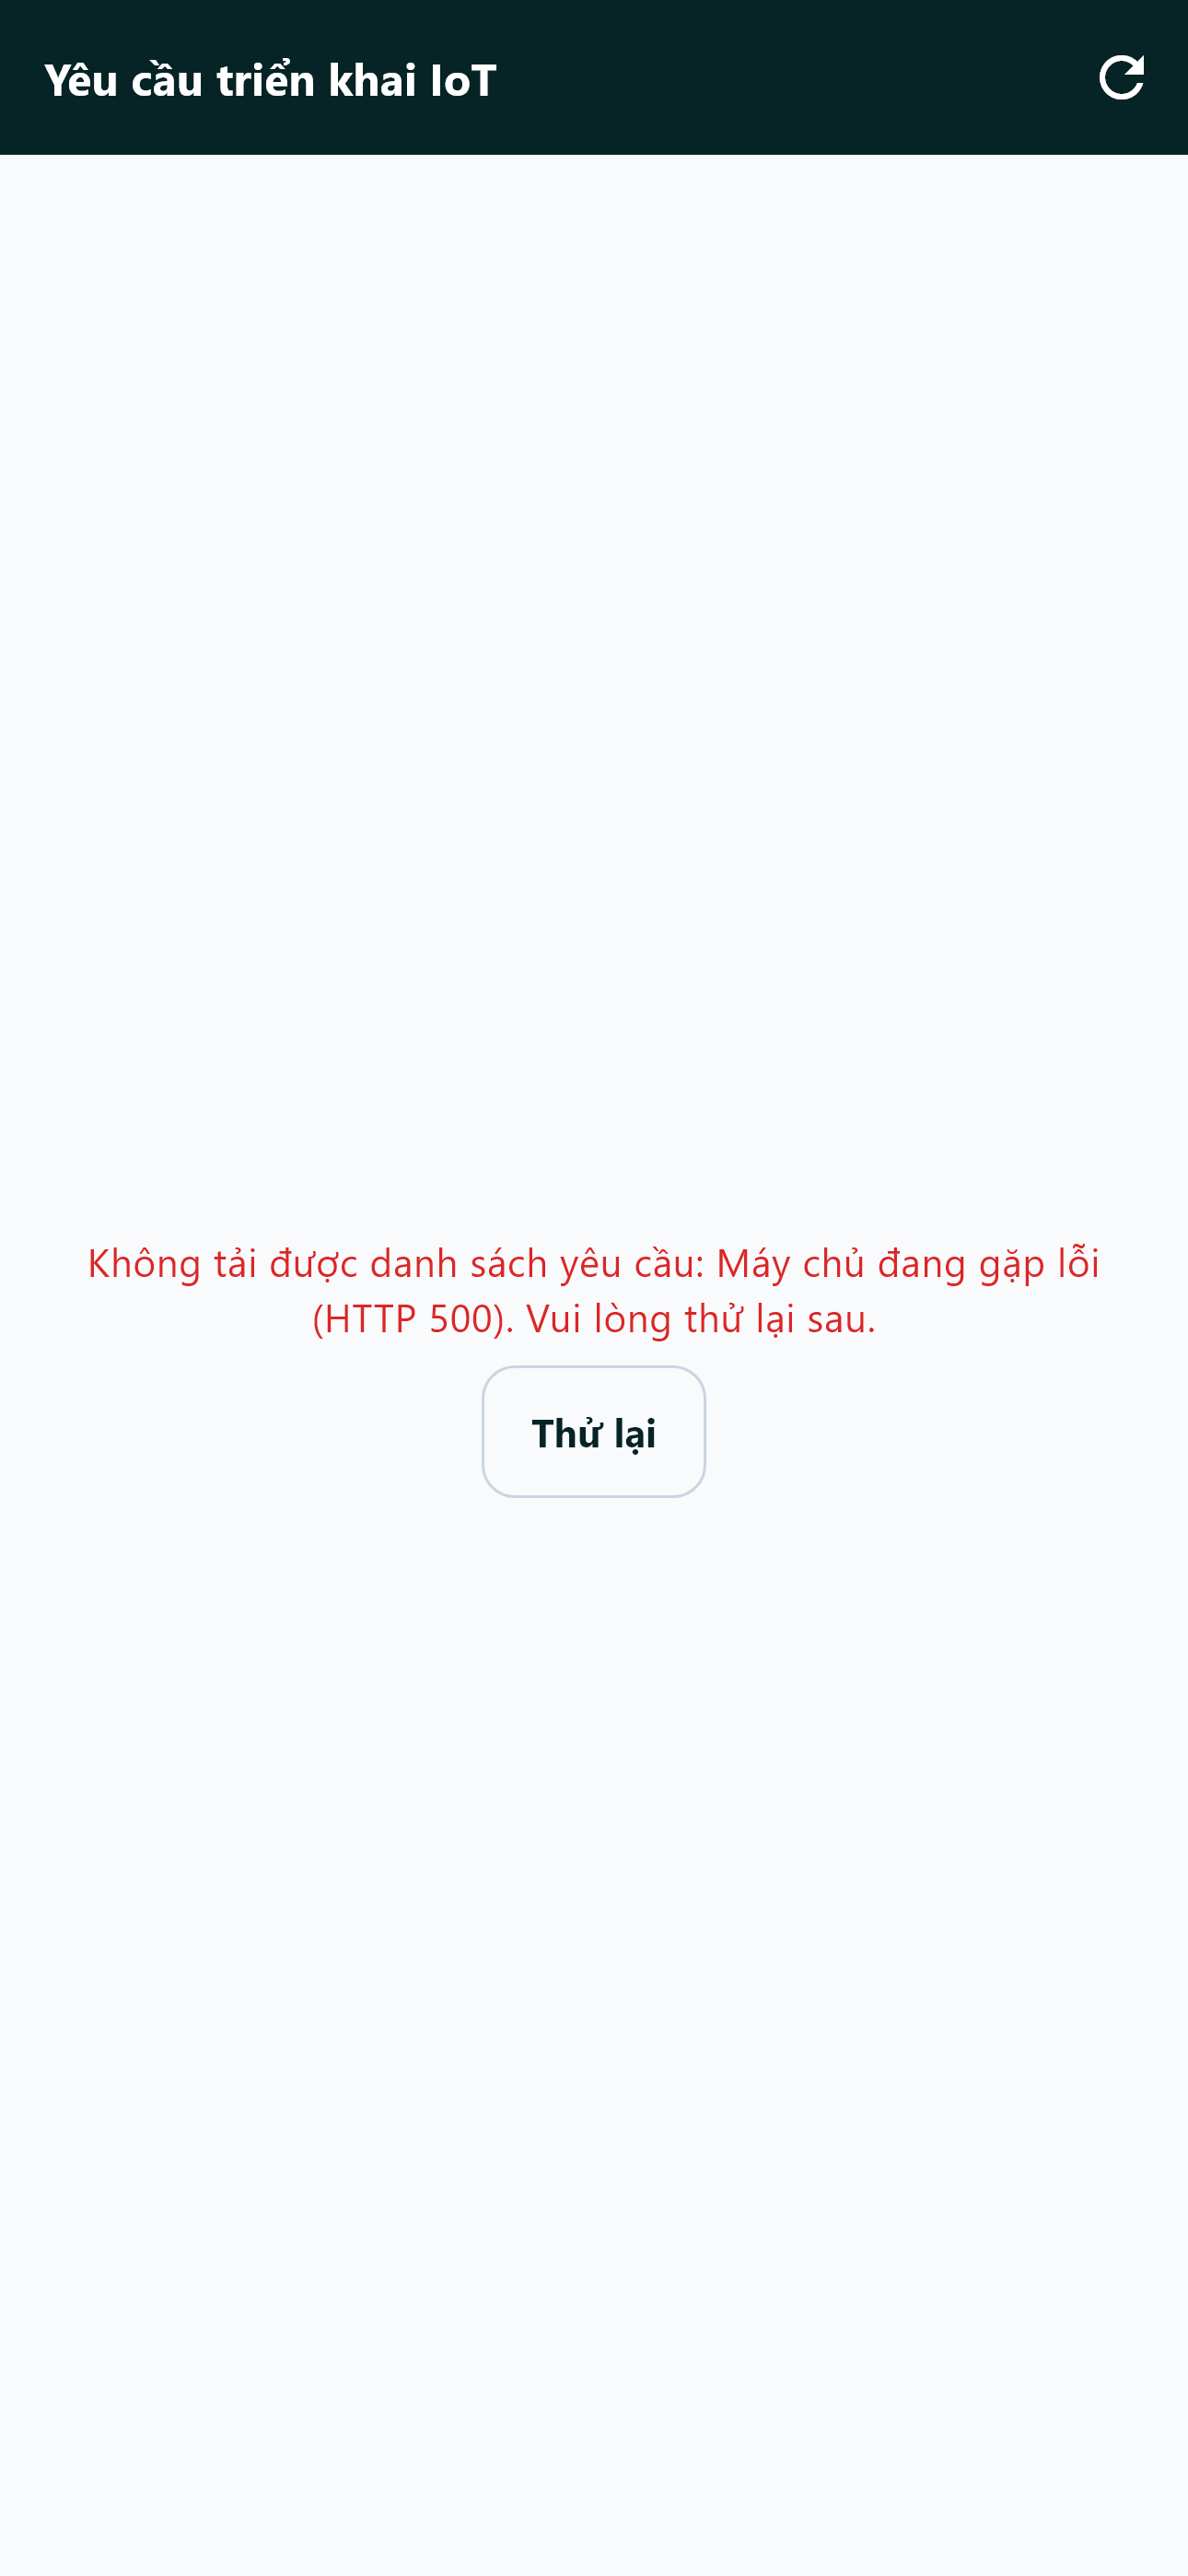 Yêu cầu triển khai IoT
Không tải được danh sách yêu cầu: Máy chủ đang gặp lỗi
(HTTP 500). Vui lòng thử lại sau.
Thử lại